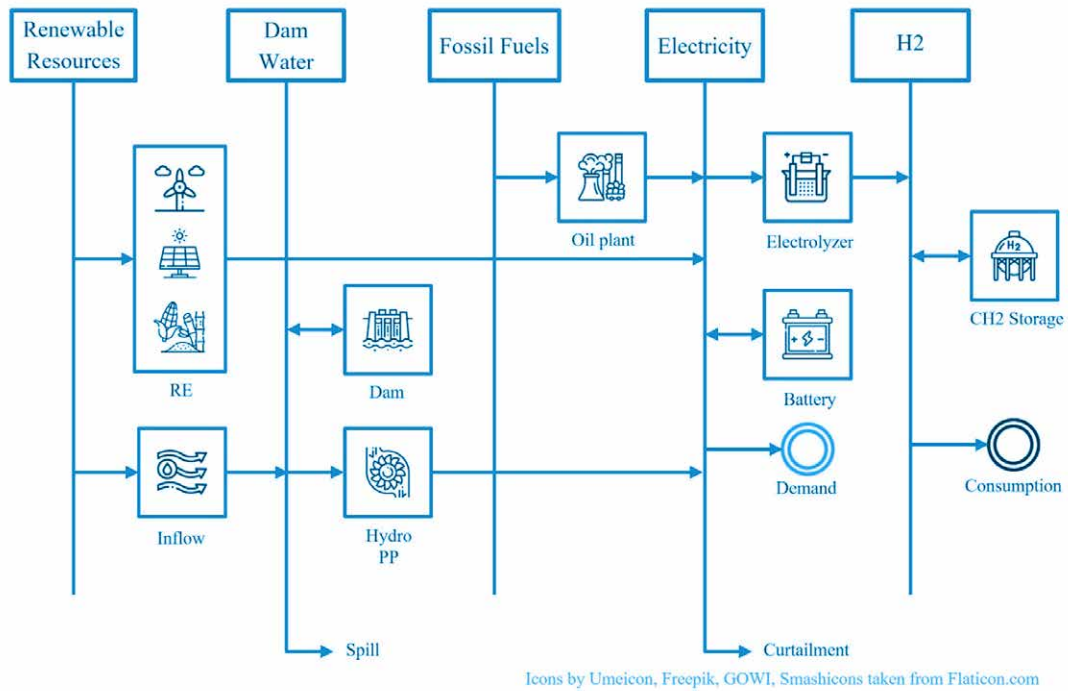 Renewable
Resources
Dam
Water
Fossil Fuels
Electricity
H2
Oil plant
Electrolyzer
H2
CH2 Storage
RE
Dam
Battery
Demand
Consumption
Inflow
Hydro
PP
Spill
Curtailment
Icons by Umeicon, Freepik, GOWI, Smashicons taken from Flaticon.com